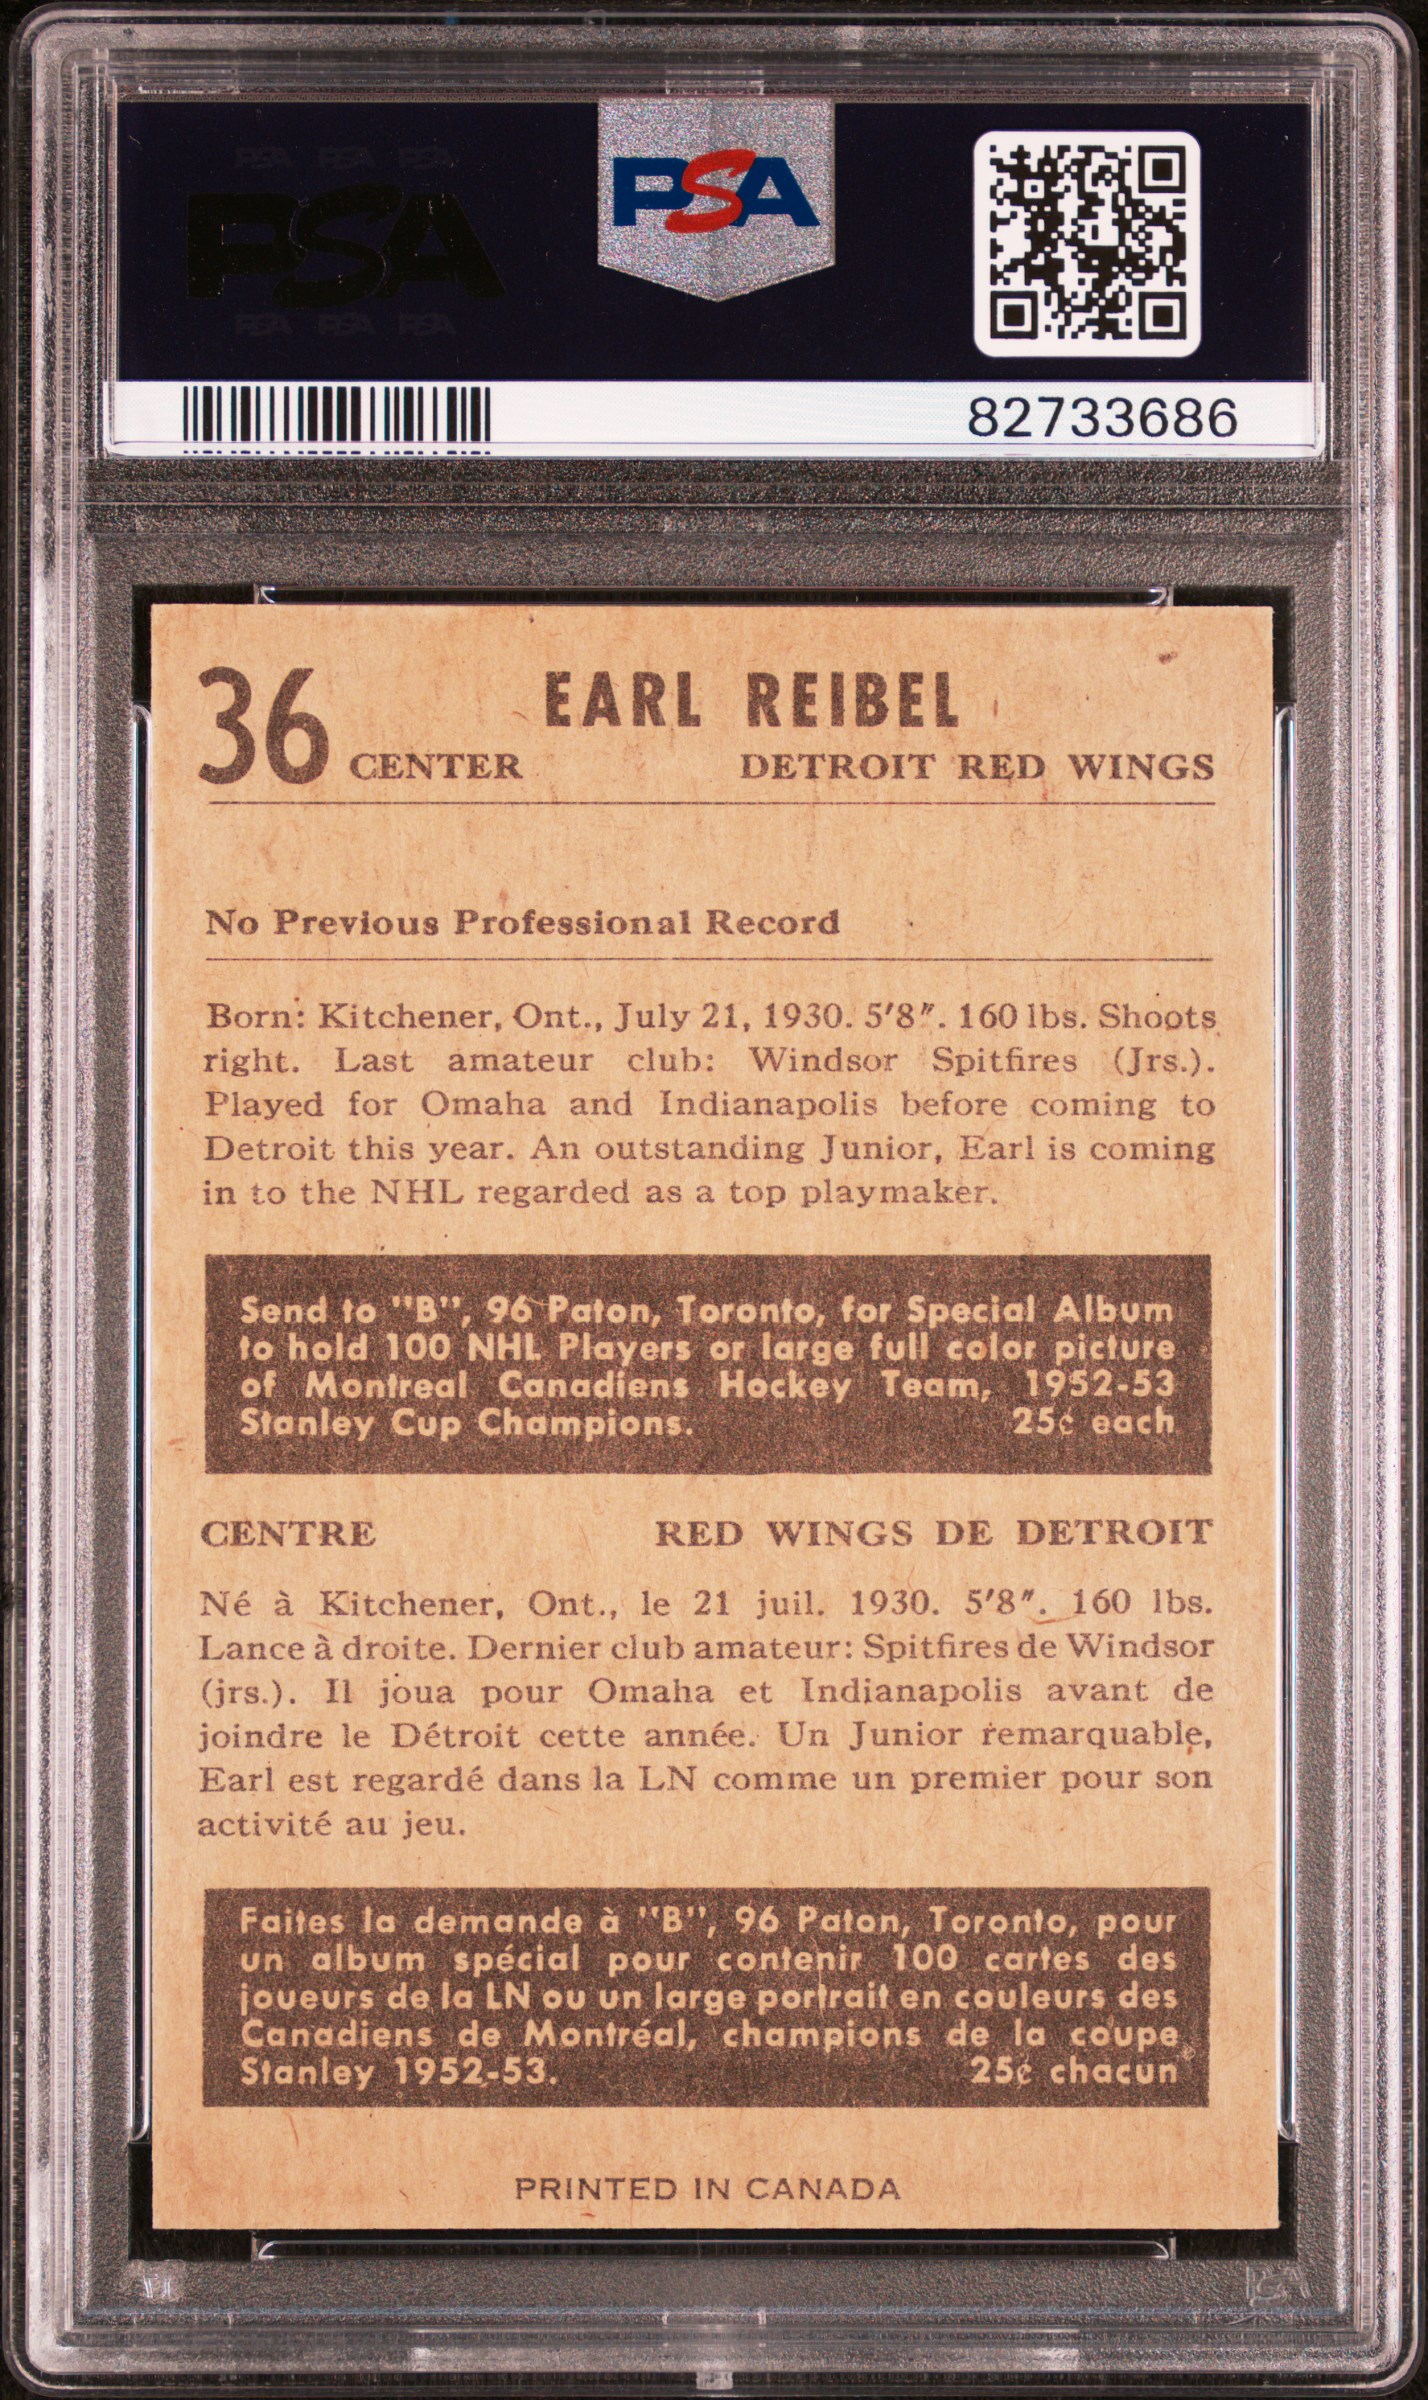 PSA PSA PSA
PSA
PSA PSA PSA
PSA
82733686
36 EARL REIBEL
CENTER DETROIT RED WINGS
No Previous Professional Record
Born: Kitchener, Ont., July 21, 1930. 5'8". 160 lbs. Shoots
right. Last amateur club: Windsor Spitfires (Jrs.).
Played for Omaha and Indianapolis before coming to
Detroit this year. An outstanding Junior, Earl is coming
in to the NHL regarded as a top playmaker.
Send to "B", 96 Paton, Toronto, for Special Album
to hold 100 NHL Players or large full color picture
of Montreal Canadiens Hockey Team, 1952-53
Stanley Cup Champions. 25¢ each
CENTRE RED WINGS DE DETROIT
Né à Kitchener, Ont., le 21 juil. 1930. 5'8". 160 lbs.
Lance à droite. Dernier club amateur: Spitfires de Windsor
(jrs.). Il joua pour Omaha et Indianapolis avant de
joindre le Détroit cette année. Un Junior remarquable,
Earl est regardé dans la LN comme un premier pour son
activité au jeu.
Faites la demande à "B", 96 Paton, Toronto, pour
un album spécial pour contenir 100 cartes des
joueurs de la LN ou un large portrait en couleurs des
Canadiens de Montréal, champions de la coupe
Stanley 1952-53. 25¢ chacun
PRINTED IN CANADA
PSA